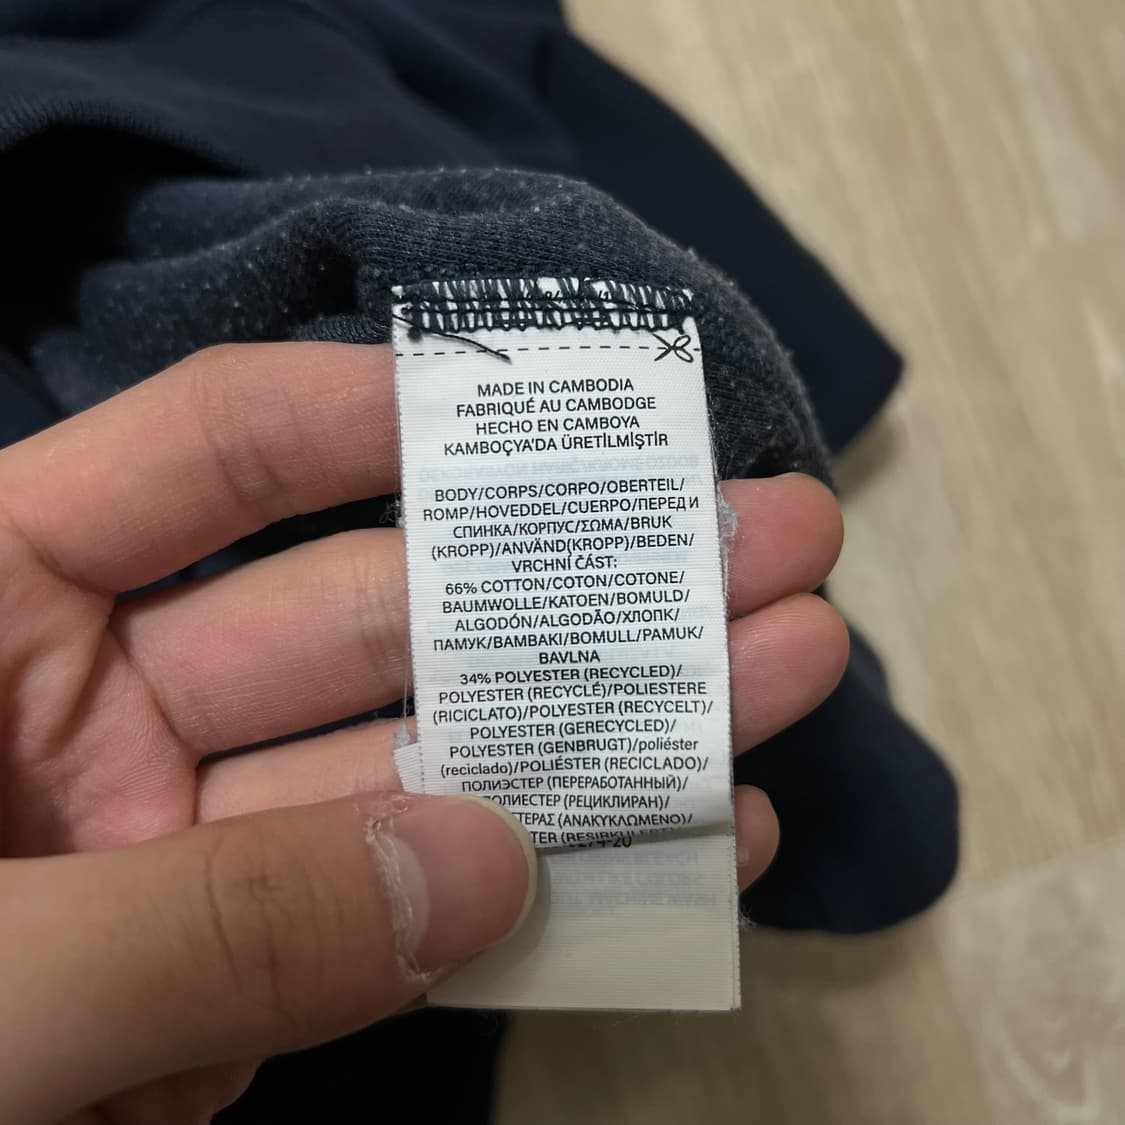 MADE IN CAMBODIA
FABRIQUÉ AU CAMBODGE
HECHO EN CAMBOYA
KAMBOÇYA'DA ÜRETİLMİŞTİR
BODY/CORPS/CORPO/OBERTEIL/
ROMP/HOVEDDEL/CUERPO/ПЕРЕД И
СПИНКА/КОРПУС/ΣΩΜΑ/BRUK
(KROPP)/ANVÄND(KROPP)/BEDEN/
VRCHNÍ ČÁST:
66% COTTON/COTON/COTONE/
BAUMWOLLE/KATOEN/BOMULD/
ALGODÓN/ALGODÃO/ХЛОПК/
ПАМУК/BAMBAKI/BOMULL/PAMUK/
BAVLNA
34% POLYESTER (RECYCLED)/
POLYESTER (RECYCLÉ)/POLIESTERE
(RICICLATO)/POLYESTER (RECYCELT)/
POLYESTER (GERECYCLED)/
POLYESTER (GENBRUGT)/poliéster
(reciclado)/POLIÉSTER (RECICLADO)/
ПОЛИЭСТЕР (ПЕРЕРАБОТАННЫЙ)/
(РЕЦИКЛИРАН)/
(ΑΝΑΚΥΚΛΩΜΕΝΟ)/